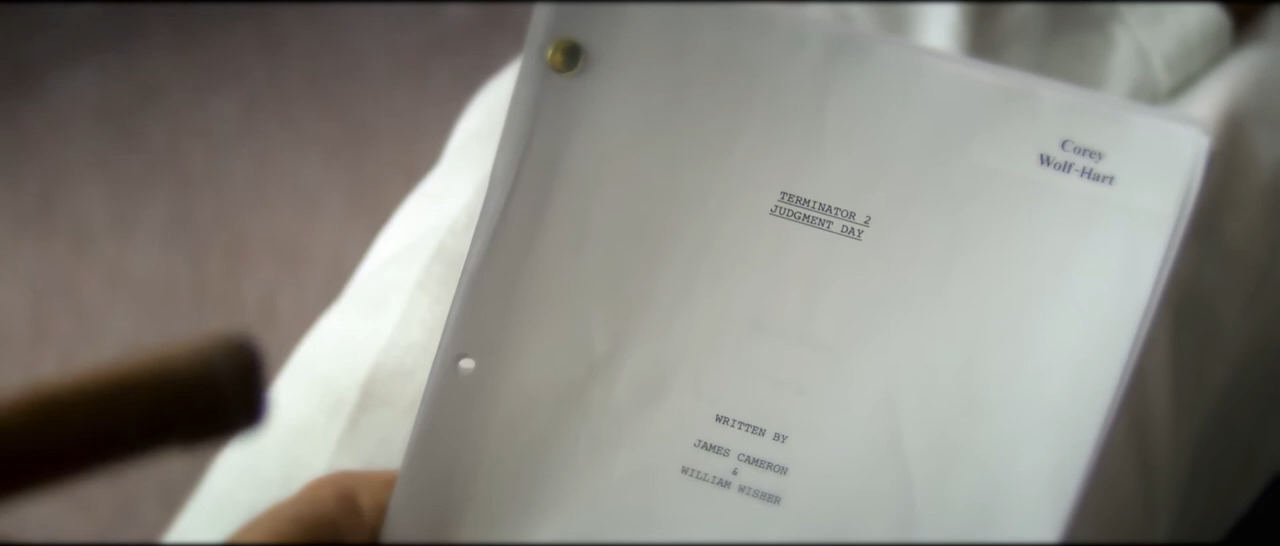 Corey
Wolf-Hart
TERMINATOR 2
JUDGMENT DAY
WRITTEN BY
JAMES CAMERON
&
WILLIAM WISHER